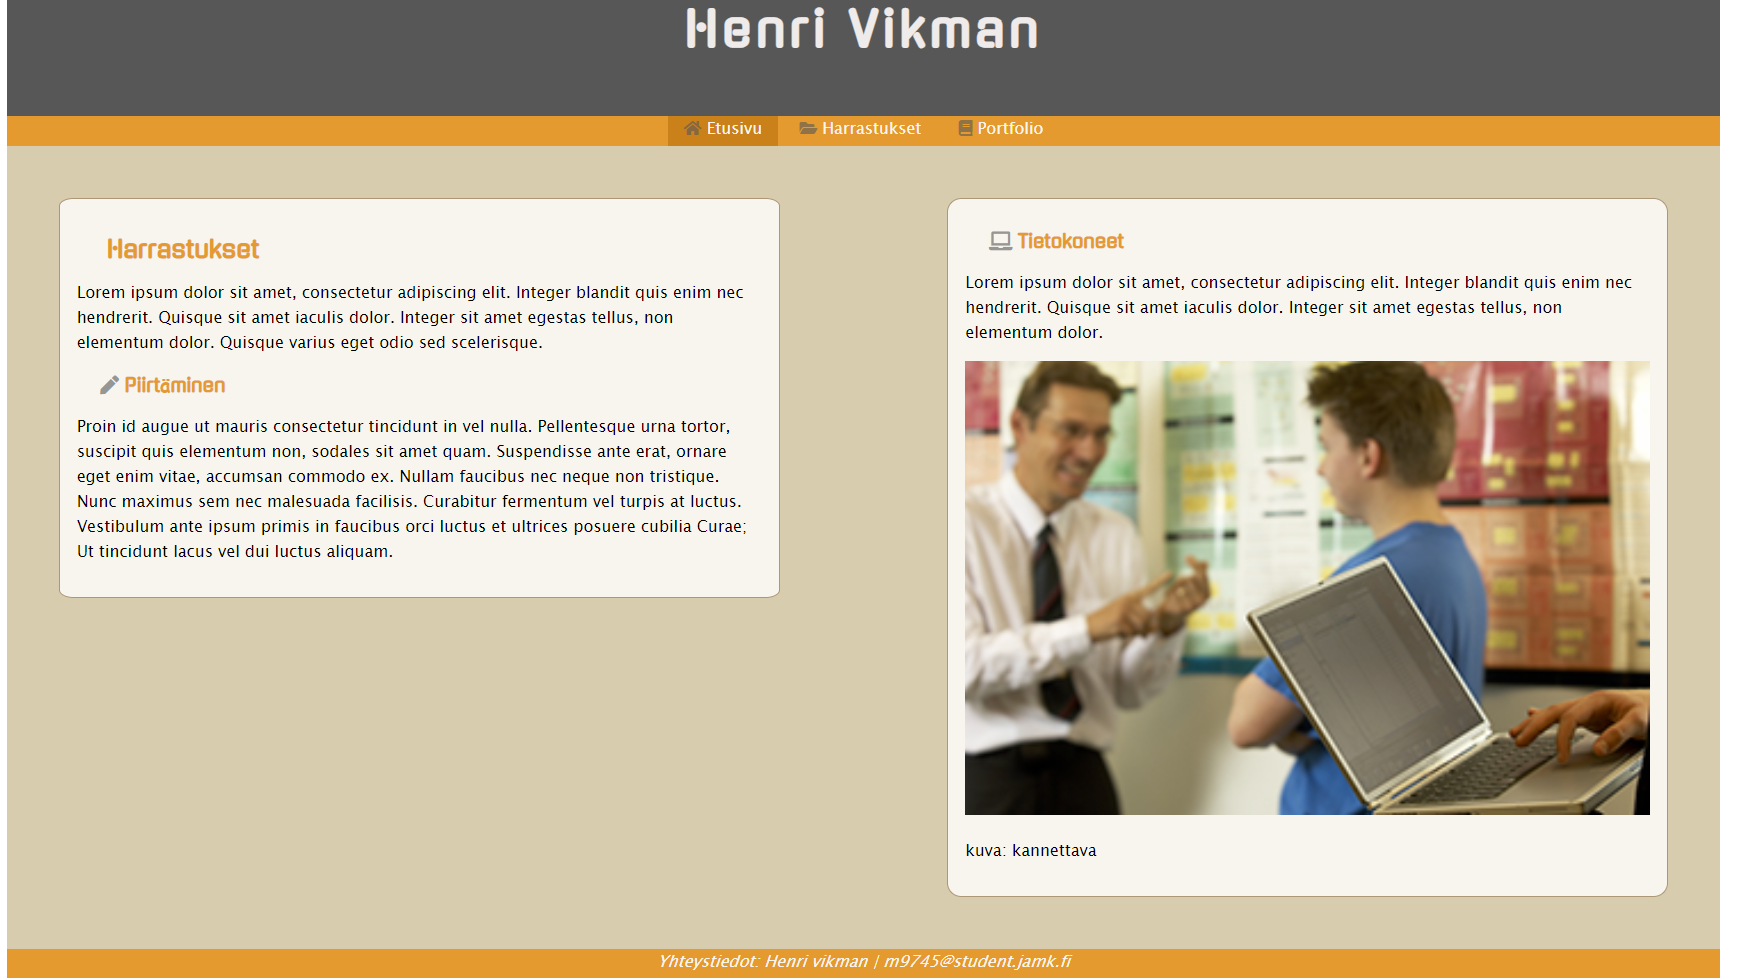 Henri Vikman
Etusivu Harrastukset Portfolio
Harrastukset
Lorem ipsum dolor sit amet, consectetur adipiscing elit. Integer blandit quis enim nec
hendrerit. Quisque sit amet iaculis dolor. Integer sit amet egestas tellus, non
elementum dolor. Quisque varius eget odio sed scelerisque.
Piirtäminen
Proin id augue ut mauris consectetur tincidunt in vel nulla. Pellentesque urna tortor,
suscipit quis elementum non, sodales sit amet quam. Suspendisse ante erat, ornare
eget enim vitae, accumsan commodo ex. Nullam faucibus nec neque non tristique.
Nunc maximus sem nec malesuada facilisis. Curabitur fermentum vel turpis at luctus.
Vestibulum ante ipsum primis in faucibus orci luctus et ultrices posuere cubilia Curae;
Ut tincidunt lacus vel dui luctus aliquam.
Tietokoneet
Lorem ipsum dolor sit amet, consectetur adipiscing elit. Integer blandit quis enim nec
hendrerit. Quisque sit amet iaculis dolor. Integer sit amet egestas tellus, non
elementum dolor.
kuva: kannettava
Yhteystiedot: Henri vikman | m9745@student.jamk.fi